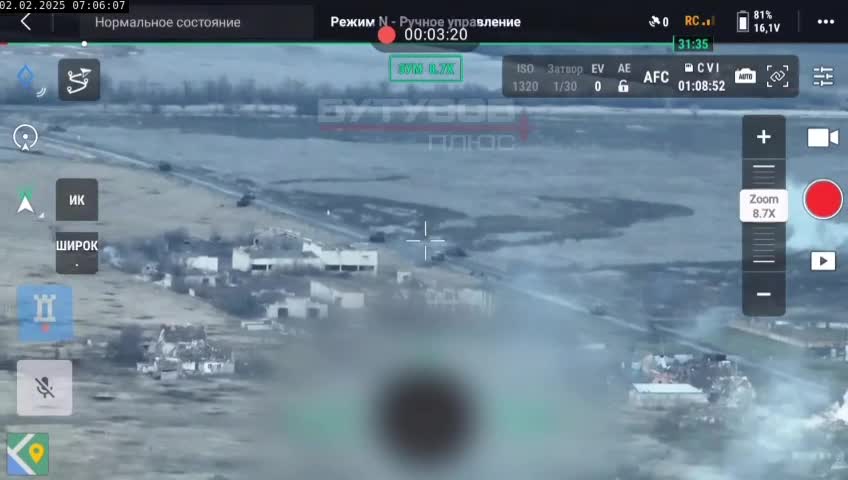 02.02.2025 07:06:07
Нормальное состояние
Режим N - Ручное управление
0
RC
81%
16,1V
00:03:20
31:35
ЗУМ 8.7X
ISO
1320
Затвор
1/30
EV
0
AE
AFC
C V I
01:08:52
AUTO
БУТУСОВ
ПЛЮС
ИК
ШИРОК
.
Zoom
8.7X